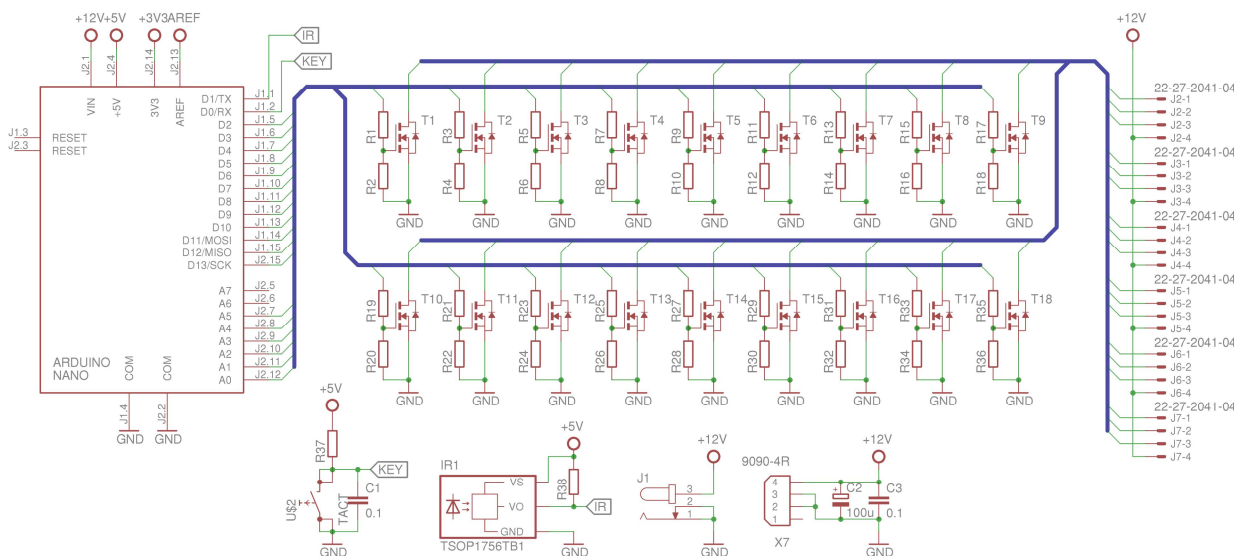 +12V +5V +3V3 AREF
J2.1 J2.4 J2.14 J2.13
VIN +5V 3V3 AREF
IR
KEY
D1/TX J1.1
D0/RX J1.2
D2 J1.5
D3 J1.6
D4 J1.7
D5 J1.8
D6 J1.9
D7 J1.10
D8 J1.11
D9 J1.12
D10 J1.13
D11/MOSI J1.14
D12/MISO J1.15
D13/SCK J2.15
A7 J2.5
A6 J2.6
A5 J2.7
A4 J2.8
A3 J2.9
A2 J2.10
A1 J2.11
A0 J2.12
J1.3 RESET
J2.3 RESET
ARDUINO
NANO
COM COM
J1.4 J2.2
GND GND
R1 T1 R3 T2 R5 T3 R7 T4 R9 T5 R11 T6 R13 T7 R15 T8 R17 T9
R2 R4 R6 R8 R10 R12 R14 R16 R18
GND GND GND GND GND GND GND GND GND
R19 T10 R21 T11 R23 T12 R25 T13 R27 T14 R29 T15 R31 T16 R33 T17 R35 T18
R20 R22 R24 R26 R28 R30 R32 R34 R36
GND GND GND GND GND GND GND GND GND
+12V
22-27-2041-04
J2-1
J2-2
J2-3
J2-4
22-27-2041-04
J3-1
J3-2
J3-3
J3-4
22-27-2041-04
J4-1
J4-2
J4-3
J4-4
22-27-2041-04
J5-1
J5-2
J5-3
J5-4
22-27-2041-04
J6-1
J6-2
J6-3
J6-4
22-27-2041-04
J7-1
J7-2
J7-3
J7-4
+5V
R37
KEY
U$2
TACT
C1
0.1
GND
IR1
VS
VO
GND
TSOP1756TB1
+5V
R38
IR
GND
+12V
J1
3
2
1
GND
9090-4R
4
3
2
1
X7
+12V
C2
100u
+
C3
0.1
GND